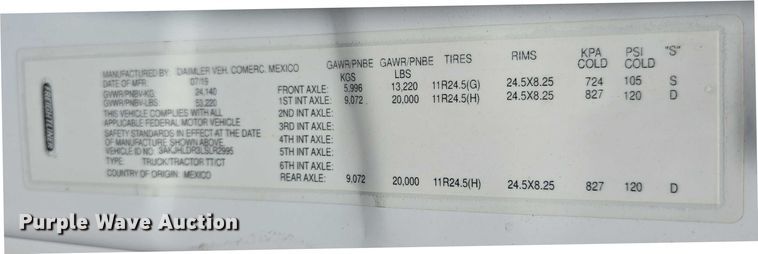 FREIGHTLINER
MANUFACTURED BY: DAIMLER VEH. COMERC. MEXICO
DATE OF MFR. 07/19
GVWR/PNBV-KG 24,140
GVWR/PNBV-LBS 53,220
THIS VEHICLE COMPLIES WITH ALL
APPLICABLE FEDERAL MOTOR VEHICLE
SAFETY STANDARDS IN EFFECT AT THE DATE
OF MANUFACTURE SHOWN ABOVE.
VEHICLE ID NO. 3AKJHLDR3LSLR2995
TYPE: TRUCK/TRACTOR TT/CT
COUNTRY OF ORIGIN: MEXICO
GAWR/PNBE KGS GAWR/PNBE LBS TIRES RIMS KPA COLD PSI COLD "S"
FRONT AXLE: 5,996 13,220 11R24.5(G) 24.5X8.25 724 105 S
1ST INT AXLE: 9,072 20,000 11R24.5(H) 24.5X8.25 827 120 D
2ND INT AXLE:
3RD INT AXLE:
4TH INT AXLE:
5TH INT AXLE:
6TH INT AXLE:
REAR AXLE: 9,072 20,000 11R24.5(H) 24.5X8.25 827 120 D
Purple Wave Auction